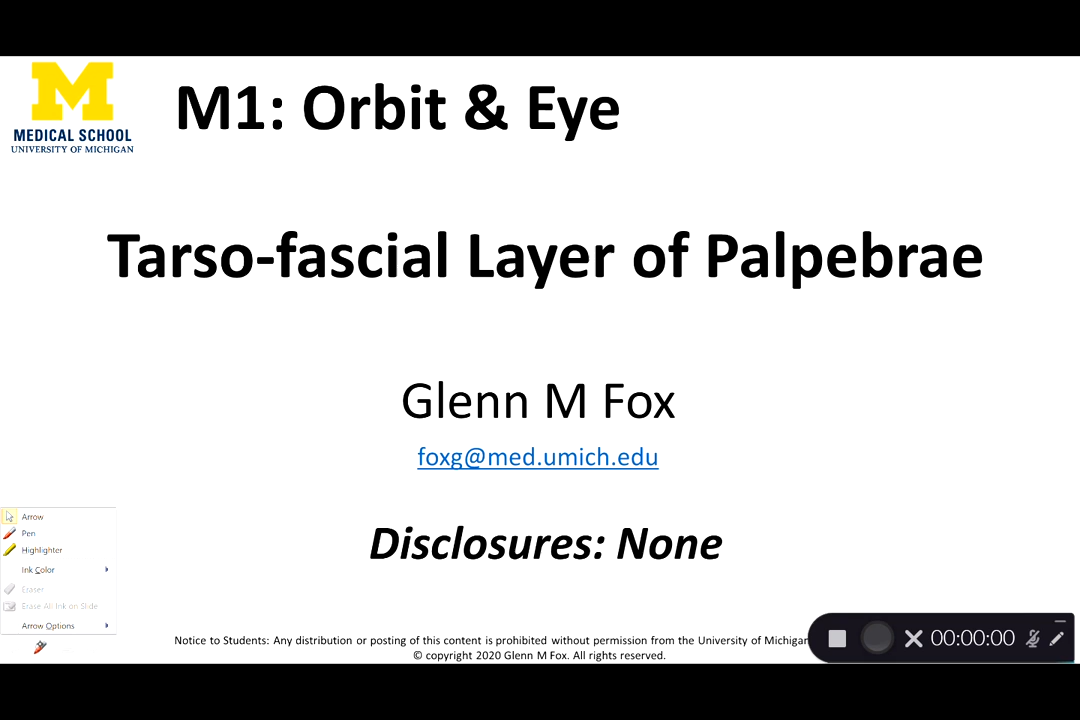 M1: Orbit & Eye
MEDICAL SCHOOL
UNIVERSITY OF MICHIGAN
Tarso-fascial Layer of Palpebrae
Glenn M Fox
foxg@med.umich.edu
Disclosures: None
Arrow
Pen
Highlighter
Ink Color
Eraser
Erase All Ink on Slide
Arrow Options
Notice to Students: Any distribution or posting of this content is prohibited without permission from the University of Michigan
© copyright 2020 Glenn M Fox. All rights reserved.
00:00:00